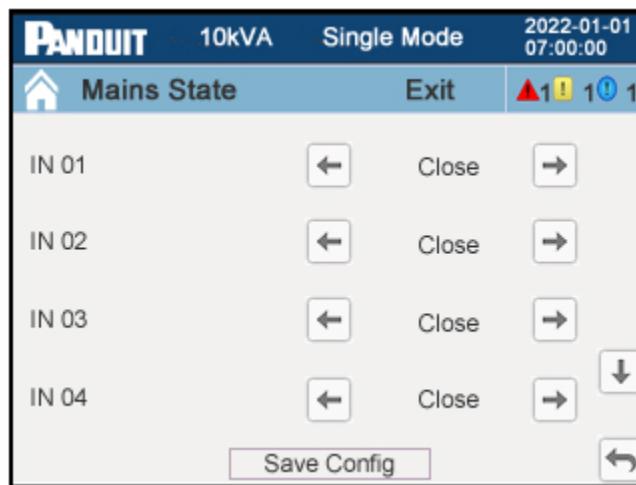 PANDUIT 10kVA Single Mode 2022-01-01
07:00:00
Mains State Exit 1 1 1
IN 01 Close
IN 02 Close
IN 03 Close
IN 04 Close
Save Config